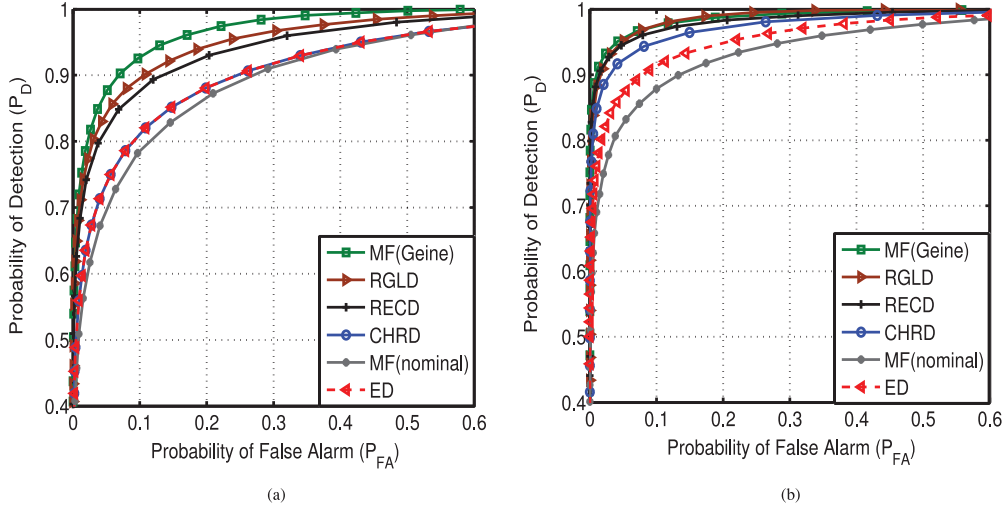 1
0.9
0.8
0.7
0.6
0.5
0.4
Probability of Detection (P_D)
0 0.1 0.2 0.3 0.4 0.5 0.6
Probability of False Alarm (P_FA)
MF(Geine)
RGLD
RECD
CHRD
MF(nominal)
ED
(a)
1
0.9
0.8
0.7
0.6
0.5
0.4
Probability of Detection (P_D)
0 0.1 0.2 0.3 0.4 0.5 0.6
Probability of False Alarm (P_FA)
MF(Geine)
RGLD
RECD
CHRD
MF(nominal)
ED
(b)